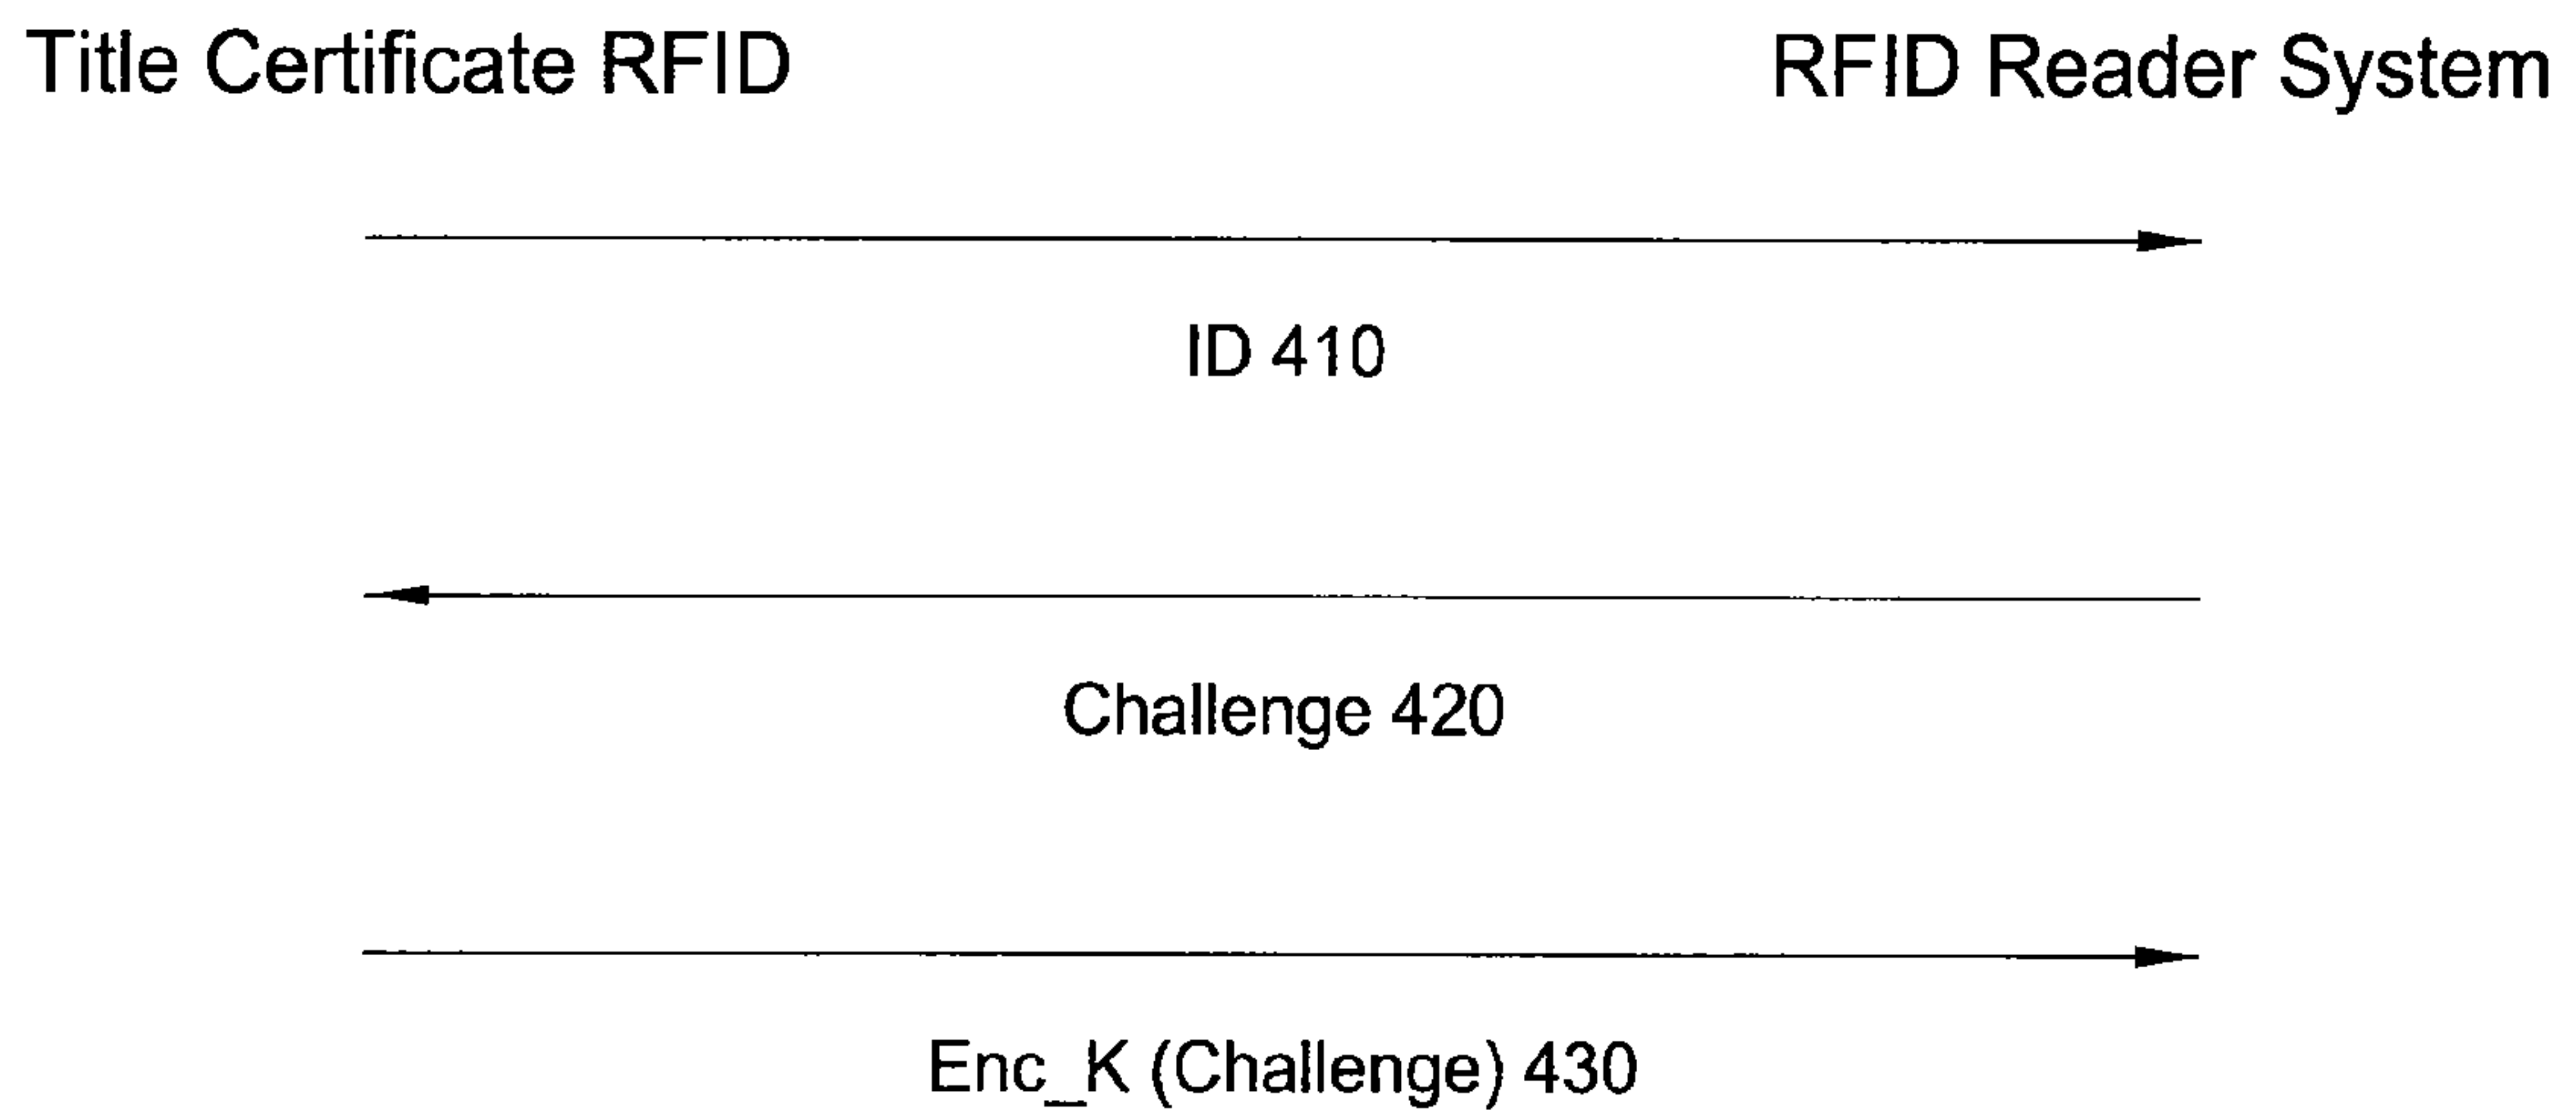 Title Certificate RFID
RFID Reader System
ID 410
Challenge 420
Enc_K (Challenge) 430